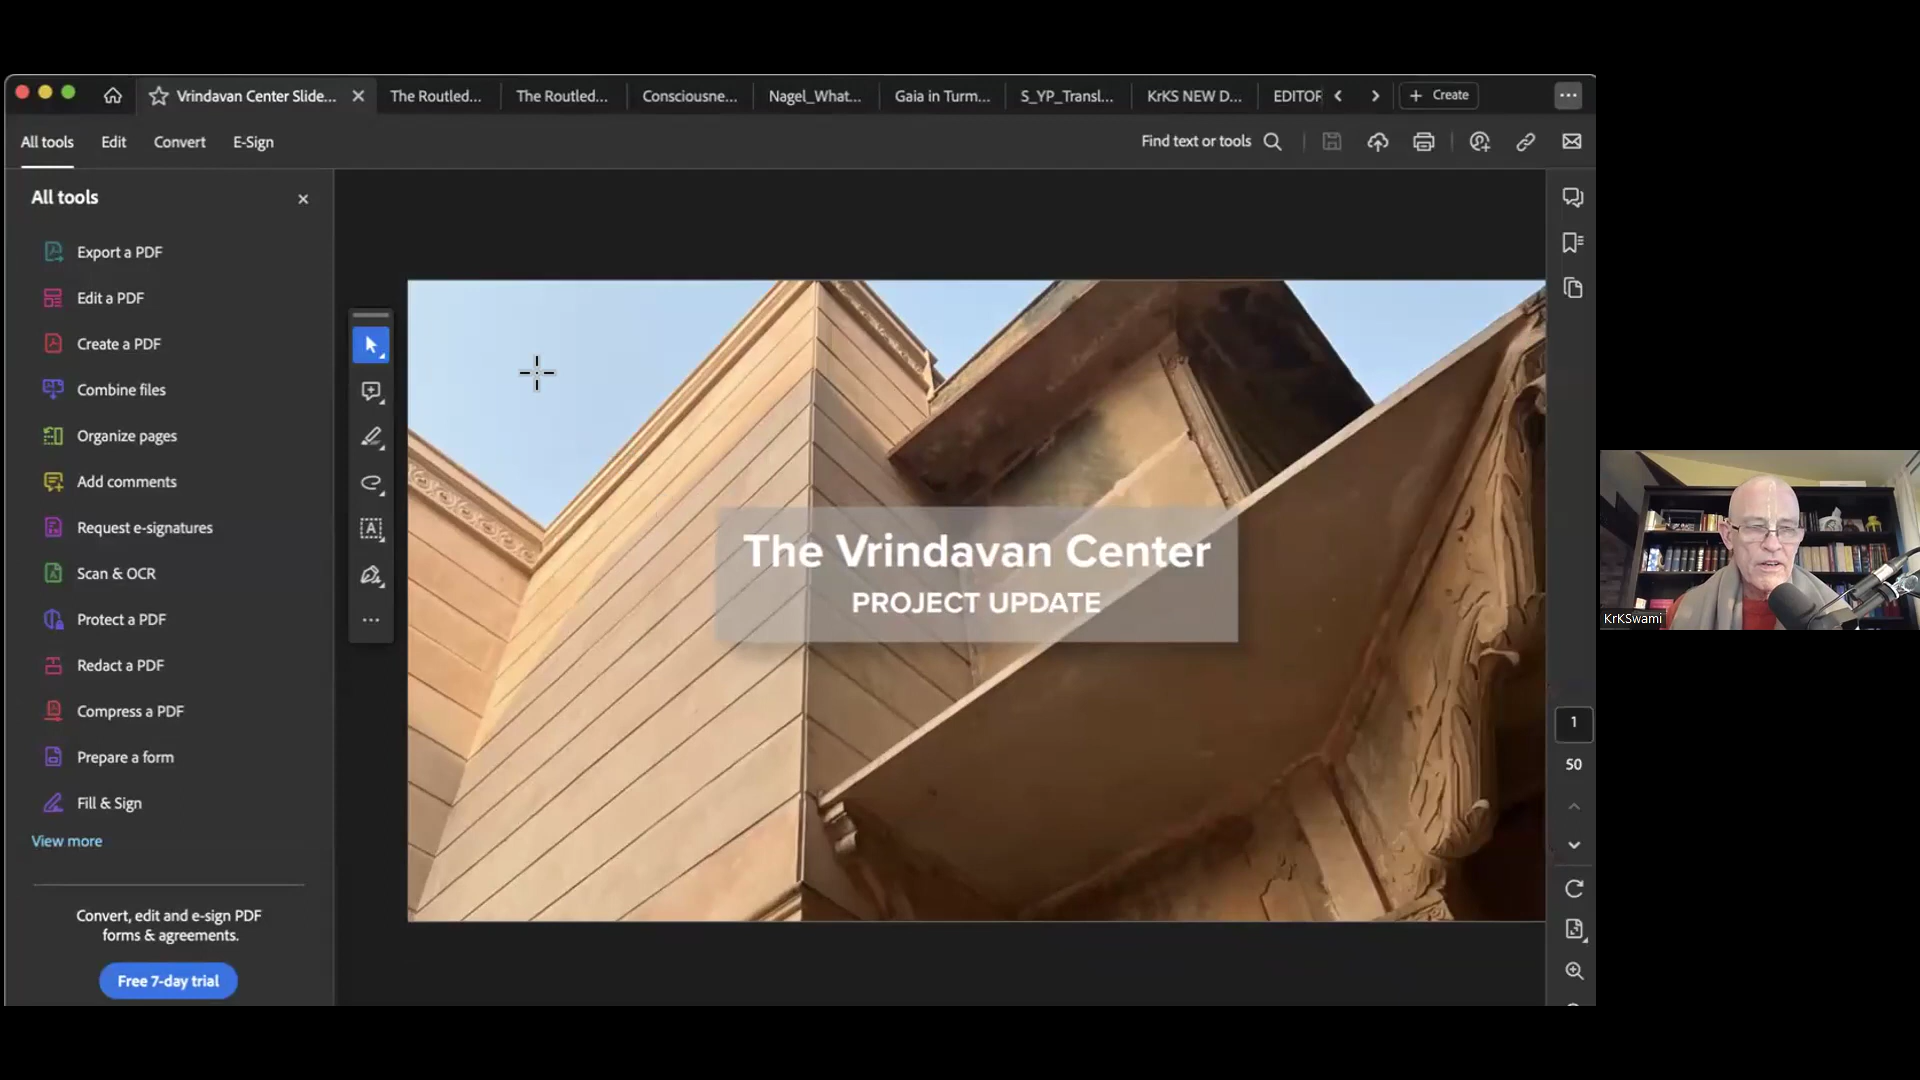 Vrindavan Center Slide...
The Routled...
The Routled...
Consciousne...
Nagel_What...
Gaia in Turm...
S_YP_Transl...
KrKS NEW D...
EDITOR
+ Create
All tools
Edit
Convert
E-Sign
Find text or tools
All tools
Export a PDF
Edit a PDF
Create a PDF
Combine files
Organize pages
Add comments
Request e-signatures
Scan & OCR
Protect a PDF
Redact a PDF
Compress a PDF
Prepare a form
Fill & Sign
View more
Convert, edit and e-sign PDF
forms & agreements.
Free 7-day trial
The Vrindavan Center
PROJECT UPDATE
1
50
KrKSwami